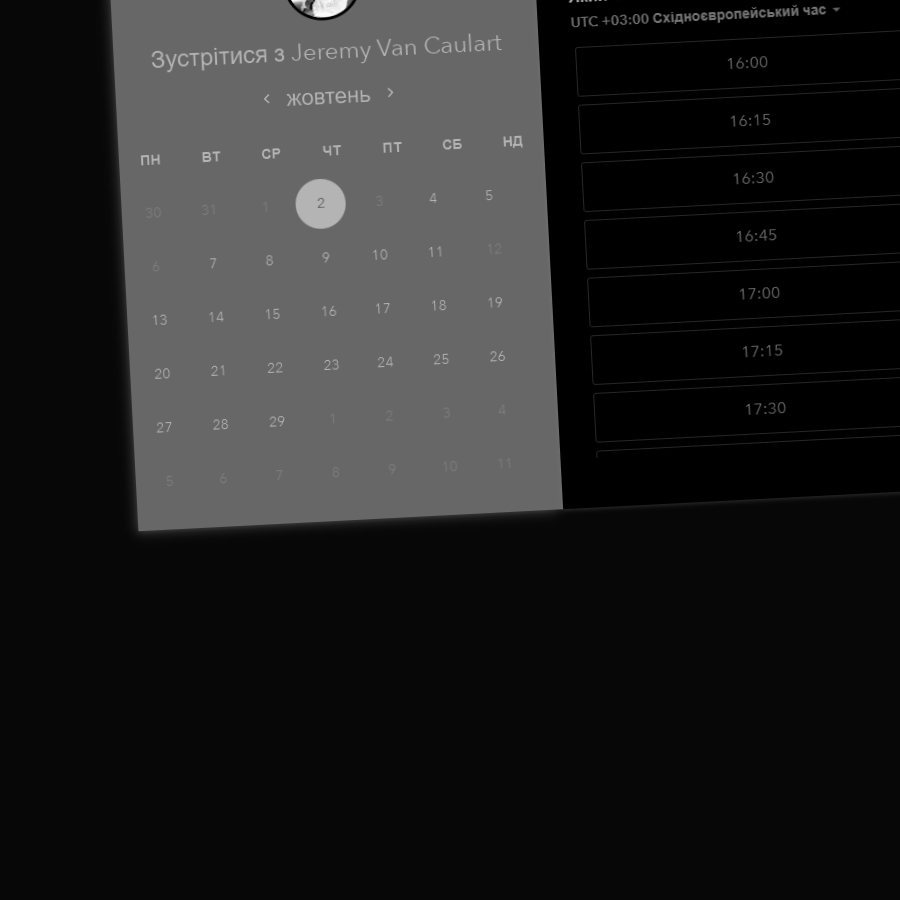 Зустрітися з Jeremy Van Caulart
жовтень
ПН ВТ СР ЧТ ПТ СБ НД
30 31 1 2 3 4 5
6 7 8 9 10 11 12
13 14 15 16 17 18 19
20 21 22 23 24 25 26
27 28 29 1 2 3 4
5 6 7 8 9 10 11
UTC +03:00 Східноєвропейський час
16:00
16:15
16:30
16:45
17:00
17:15
17:30